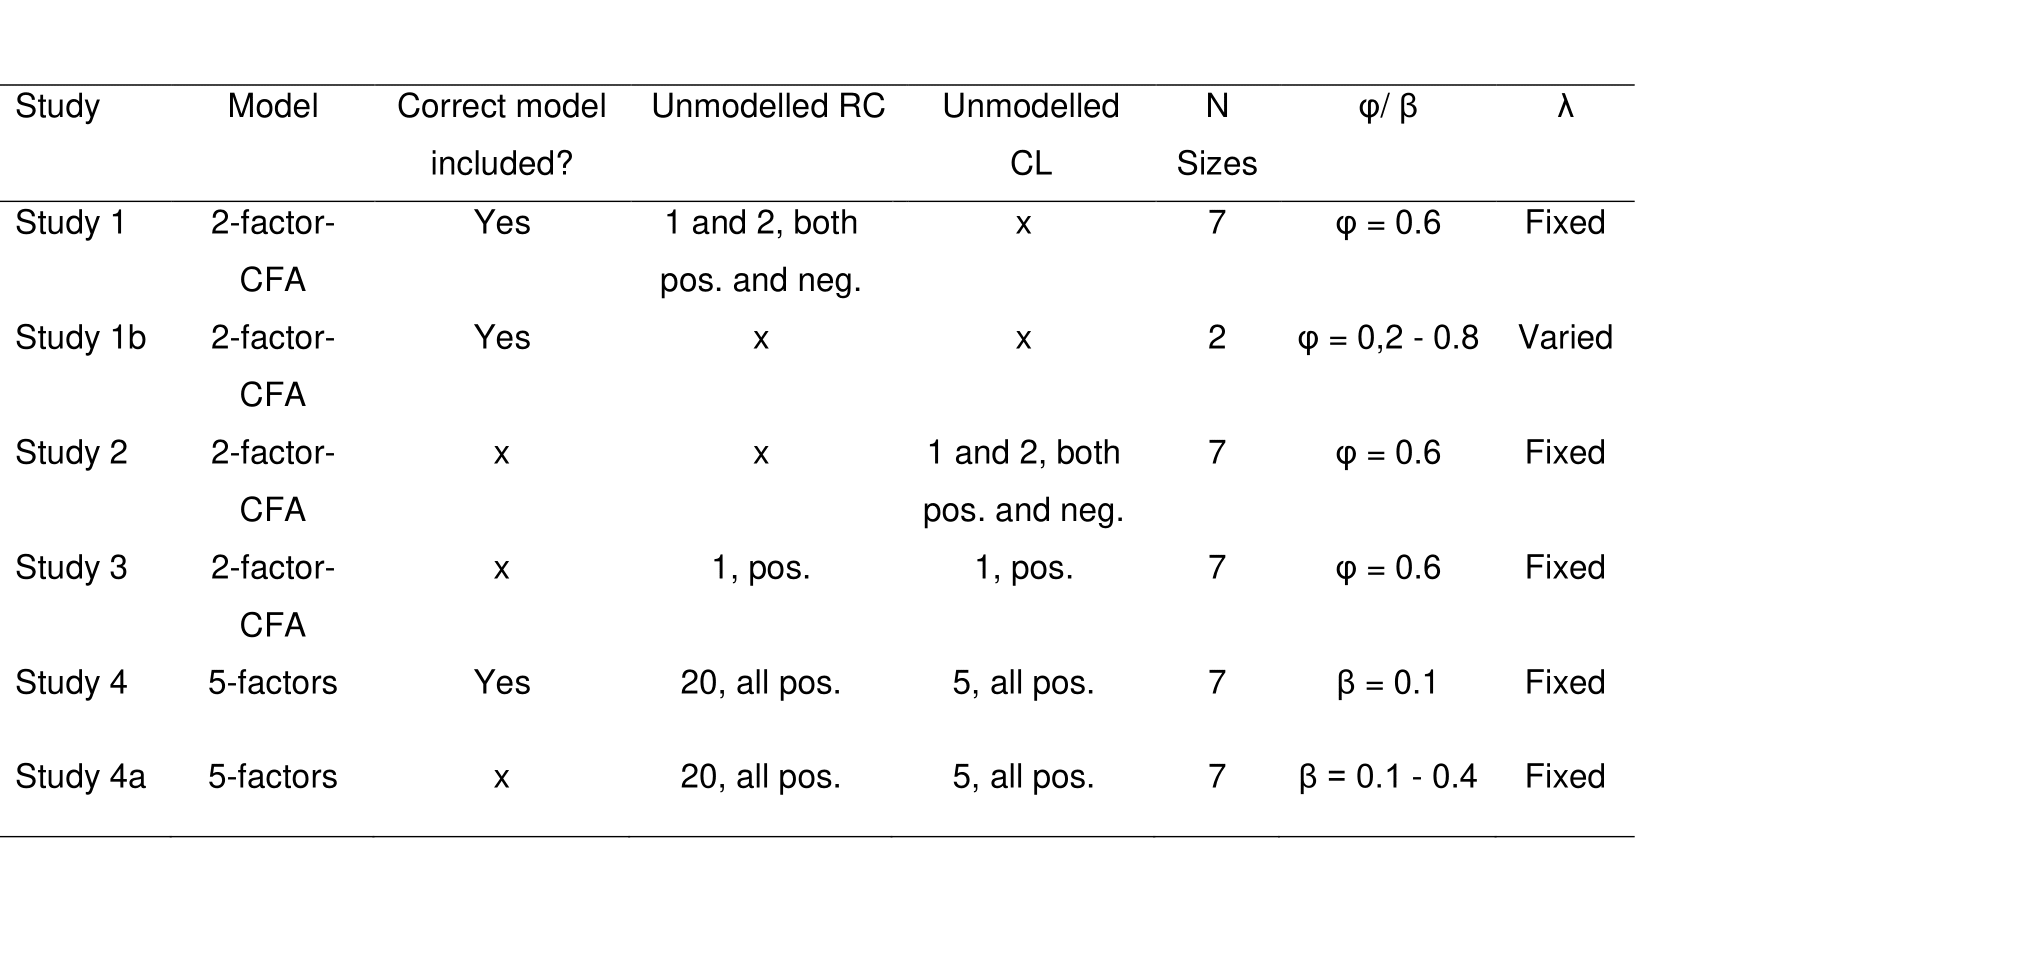 Study Model Correct model Unmodelled RC Unmodelled N φ/ β λ
included? CL Sizes
Study 1 2-factor- Yes 1 and 2, both x 7 φ = 0.6 Fixed
CFA pos. and neg.
Study 1b 2-factor- Yes x x 2 φ = 0,2 - 0.8 Varied
CFA
Study 2 2-factor- x x 1 and 2, both 7 φ = 0.6 Fixed
CFA pos. and neg.
Study 3 2-factor- x 1, pos. 1, pos. 7 φ = 0.6 Fixed
CFA
Study 4 5-factors Yes 20, all pos. 5, all pos. 7 β = 0.1 Fixed
Study 4a 5-factors x 20, all pos. 5, all pos. 7 β = 0.1 - 0.4 Fixed